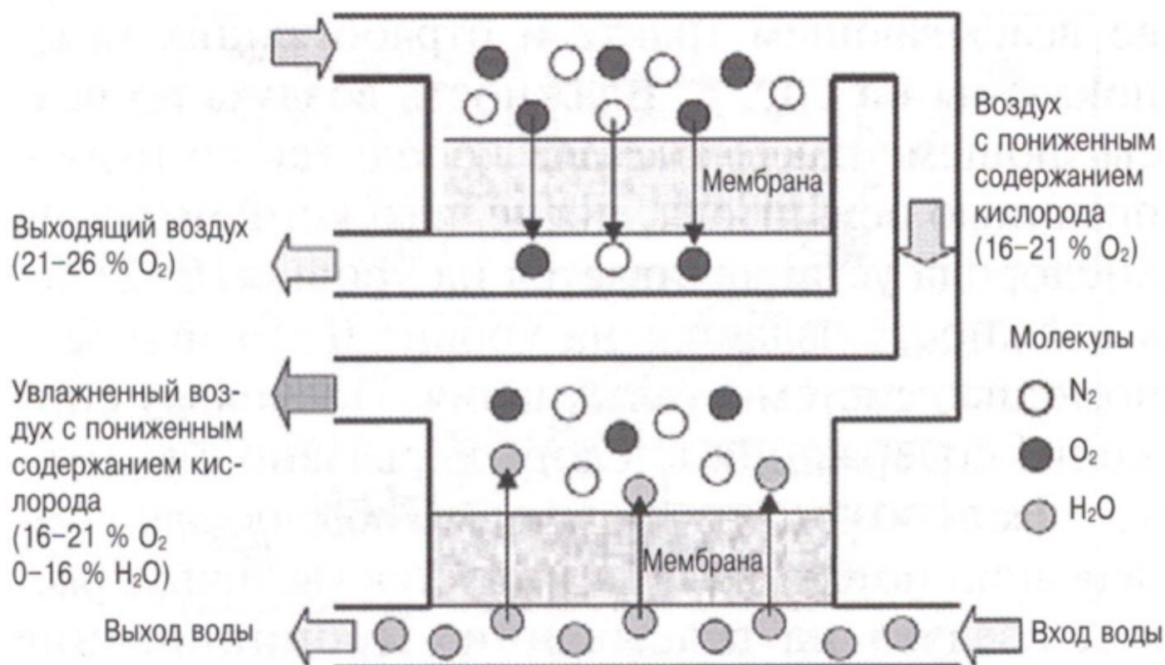 Воздух
с пониженным
содержанием
кислорода
(16–21 % O₂)
Мембрана
Выходящий воздух
(21–26 % O₂)
Молекулы
N₂
O₂
H₂O
Увлажненный воз-
дух с пониженным
содержанием кис-
лорода
(16–21 % O₂
0–16 % H₂O)
Мембрана
Выход воды
Вход воды